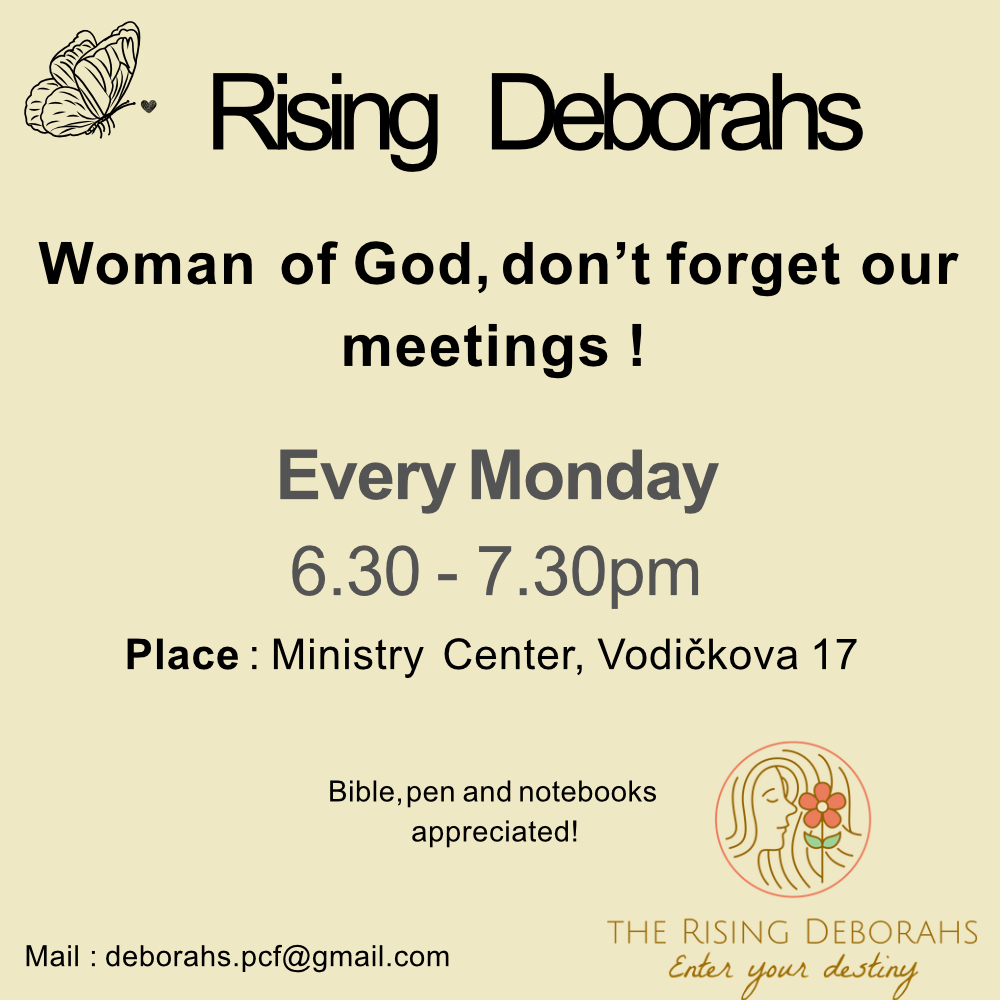 Rising Deborahs
Woman of God, don’t forget our
meetings !
Every Monday
6.30 - 7.30pm
Place : Ministry Center, Vodičkova 17
Bible, pen and notebooks
appreciated!
THE RISING DEBORAHS
Enter your destiny
Mail : deborahs.pcf@gmail.com